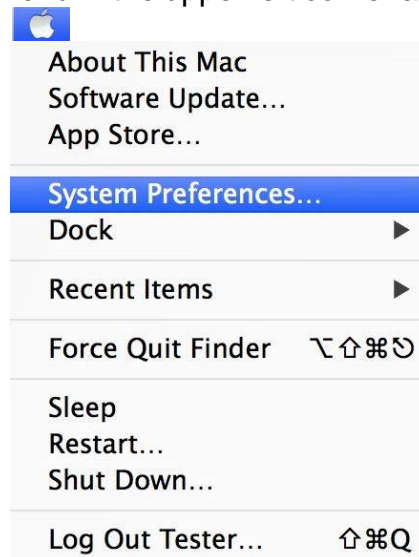 About This Mac
Software Update...
App Store...
System Preferences...
Dock ▶
Recent Items ▶
Force Quit Finder ⌥⇧⌘⎋
Sleep
Restart...
Shut Down...
Log Out Tester... ⇧⌘Q